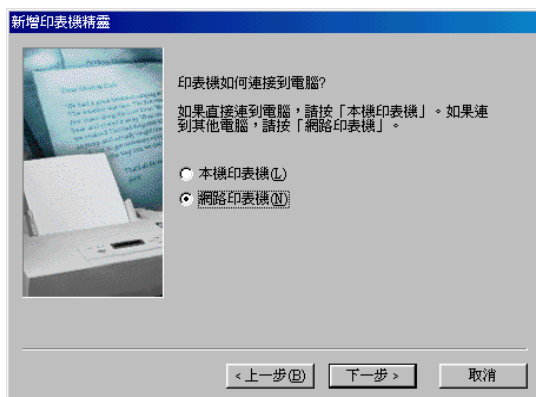 新增印表機精靈
印表機如何連接到電腦?
如果直接連到電腦，請按「本機印表機」。如果連
到其他電腦，請按「網路印表機」。
本機印表機(L)
網路印表機(N)
<上一步(B)
下一步>
取消